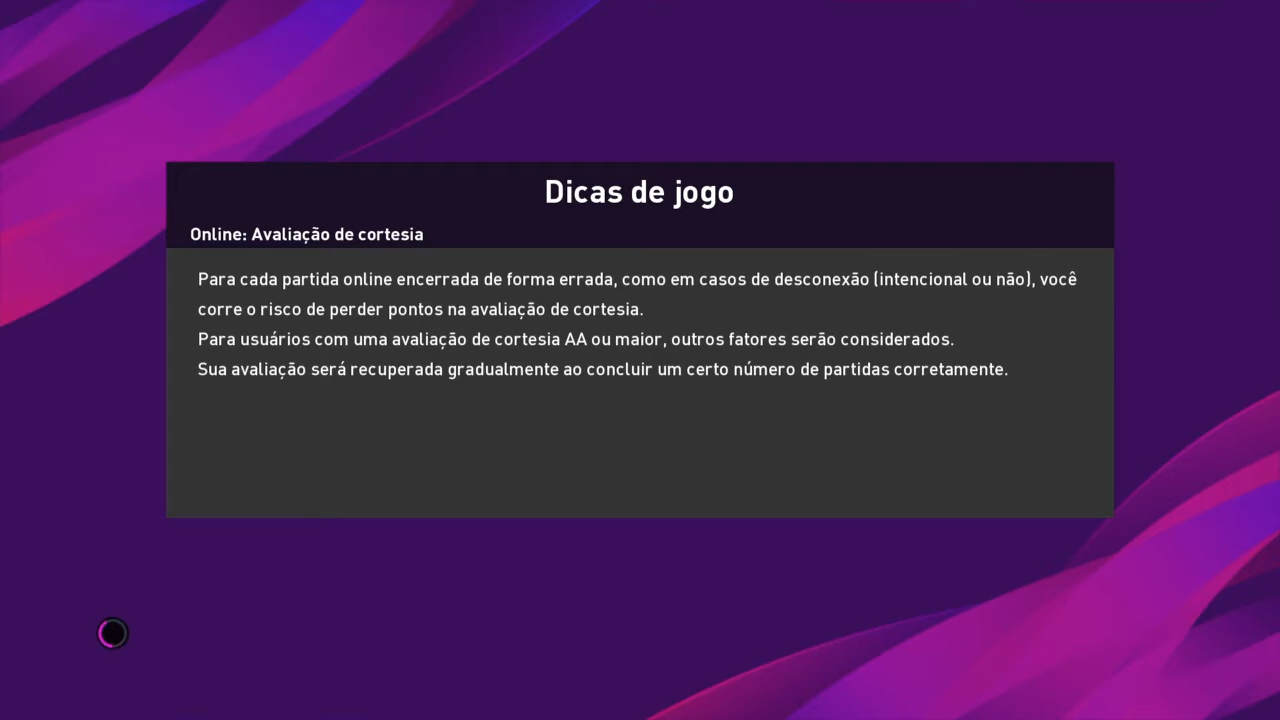 Dicas de jogo
Online: Avaliação de cortesia
Para cada partida online encerrada de forma errada, como em casos de desconexão (intencional ou não), você
corre o risco de perder pontos na avaliação de cortesia.
Para usuários com uma avaliação de cortesia AA ou maior, outros fatores serão considerados.
Sua avaliação será recuperada gradualmente ao concluir um certo número de partidas corretamente.